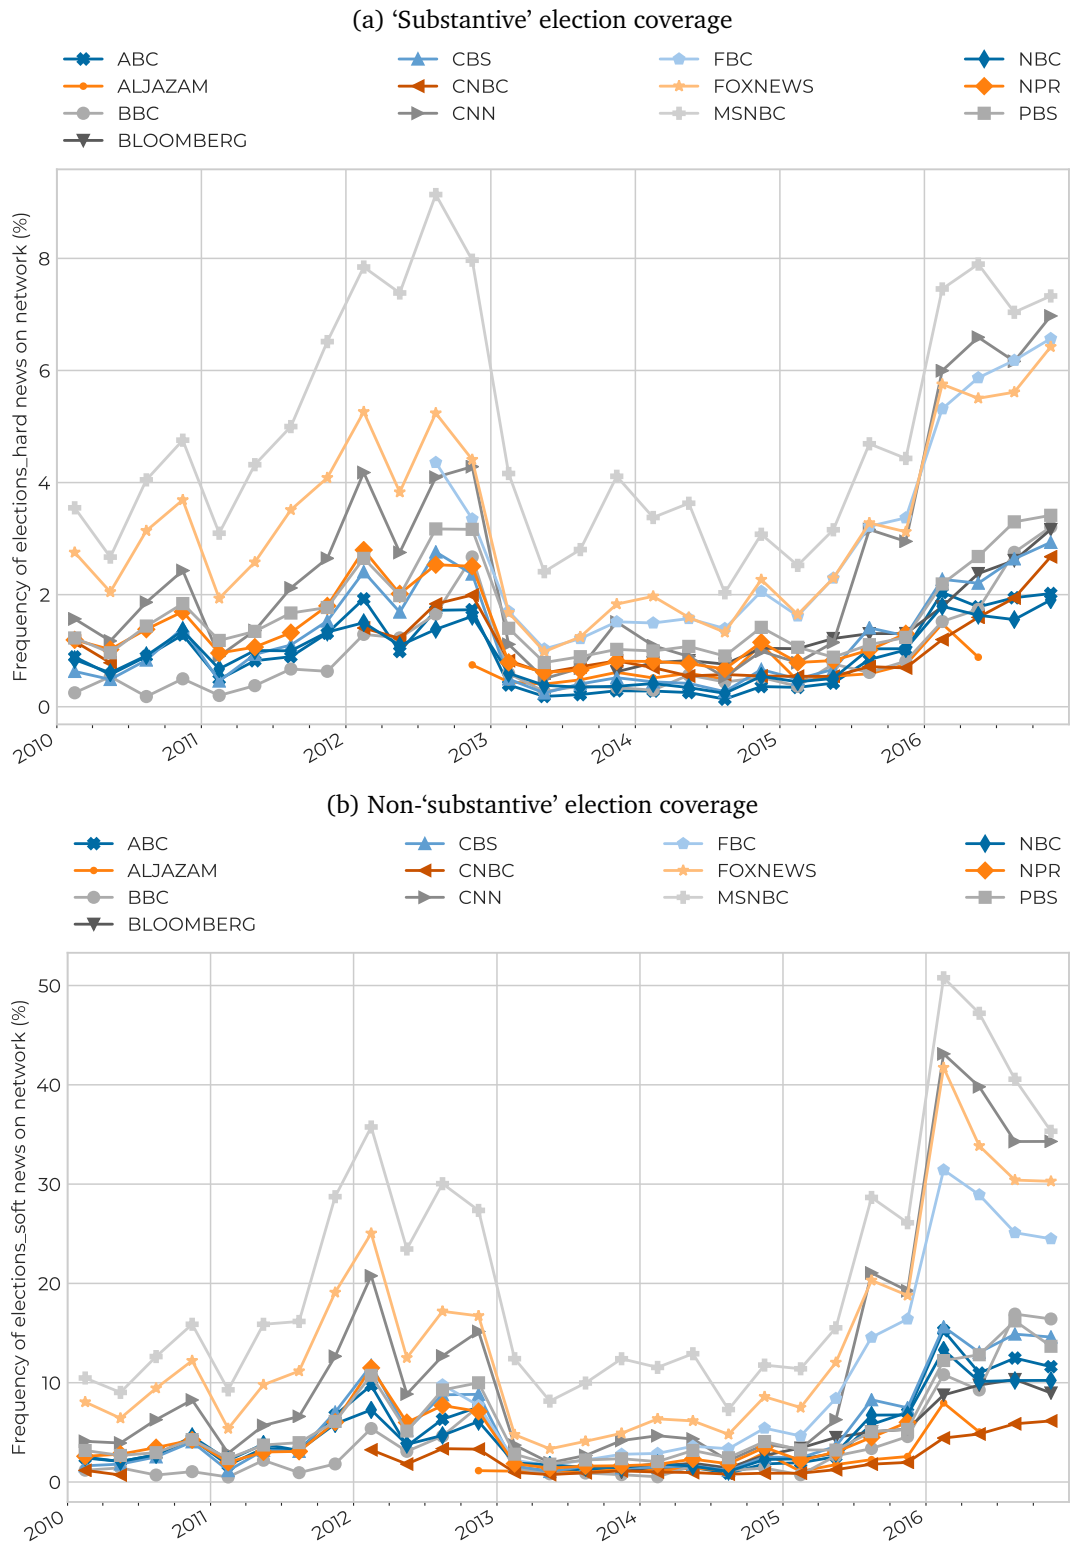 (a) ‘Substantive’ election coverage
ABC CBS FBC NBC
ALJAZAM CNBC FOXNEWS NPR
BBC CNN MSNBC PBS
BLOOMBERG
Frequency of elections_hard news on network (%)
8
6
4
2
0
2010 2011 2012 2013 2014 2015 2016
(b) Non-‘substantive’ election coverage
ABC CBS FBC NBC
ALJAZAM CNBC FOXNEWS NPR
BBC CNN MSNBC PBS
BLOOMBERG
Frequency of elections_soft news on network (%)
50
40
30
20
10
0
2010 2011 2012 2013 2014 2015 2016